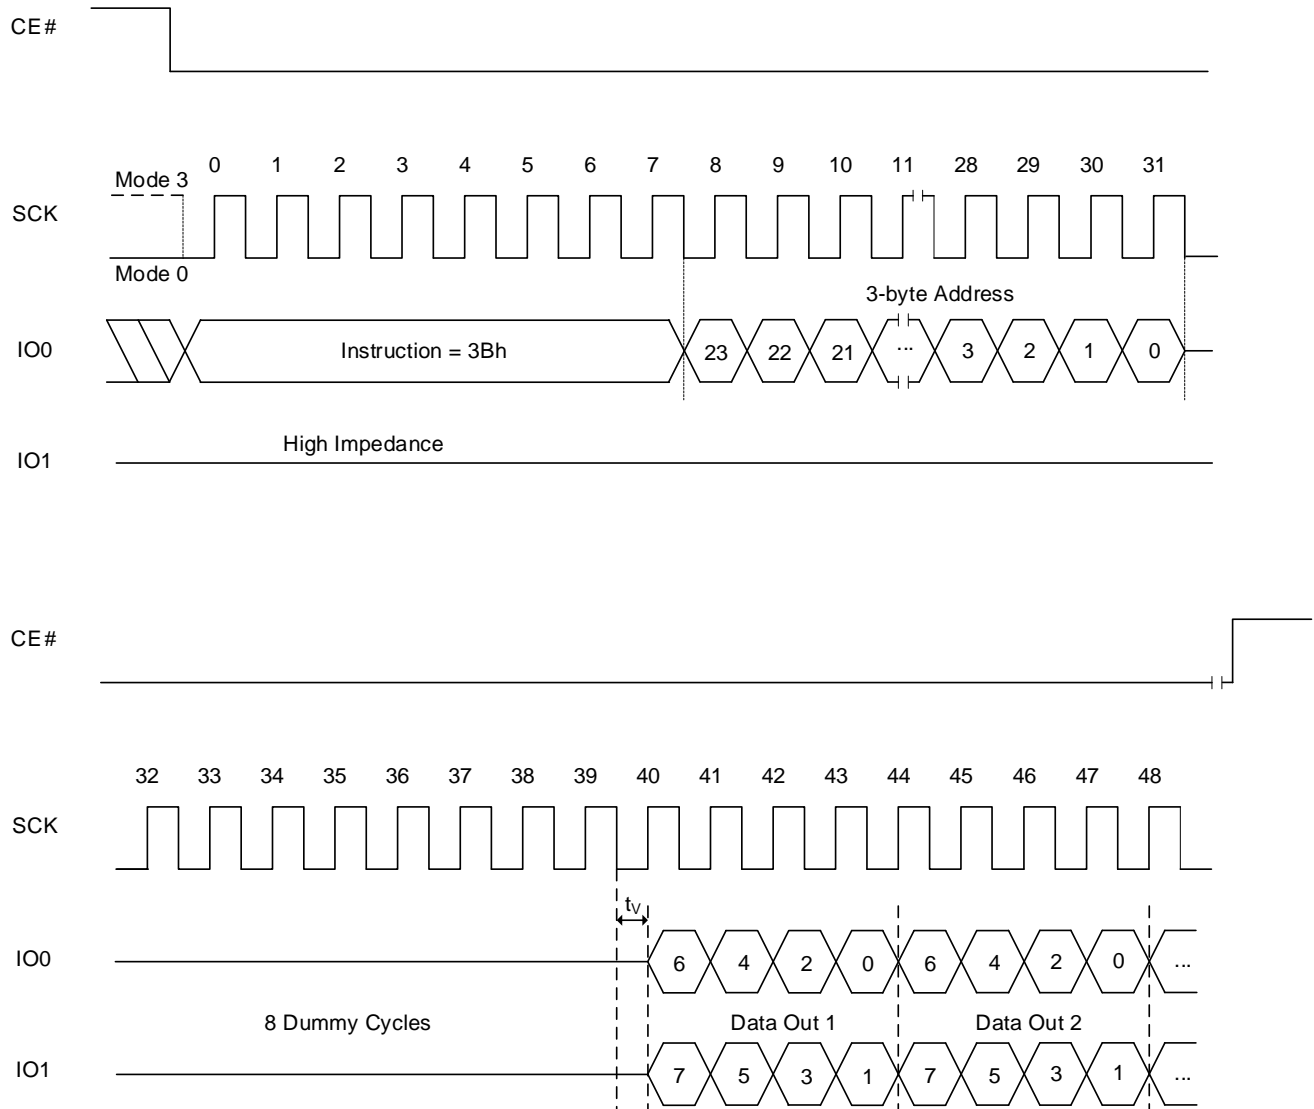 CE#
0 1 2 3 4 5 6 7 8 9 10 11 28 29 30 31
Mode 3
SCK
Mode 0
3-byte Address
IO0 Instruction = 3Bh 23 22 21 ... 3 2 1 0
High Impedance
IO1
CE#
32 33 34 35 36 37 38 39 40 41 42 43 44 45 46 47 48
SCK
tV
IO0 6 4 2 0 6 4 2 0 ...
8 Dummy Cycles Data Out 1 Data Out 2
IO1 7 5 3 1 7 5 3 1 ...